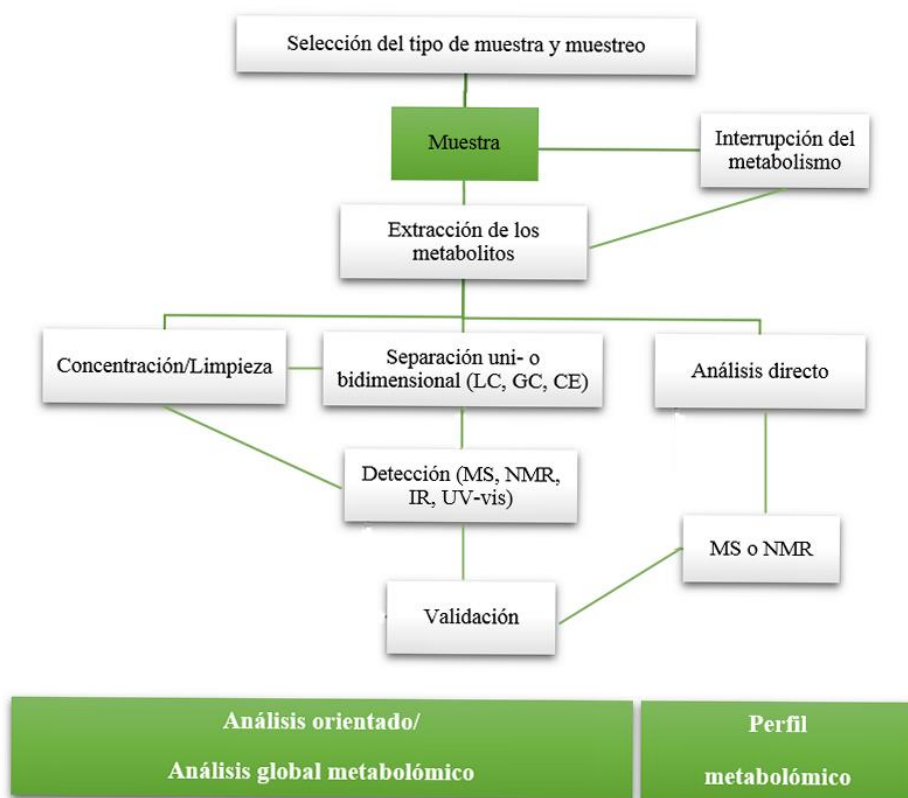 Selección del tipo de muestra y muestreo
Muestra
Interrupción del
metabolismo
Extracción de los
metabolitos
Concentración/Limpieza
Separación uni- o
bidimensional (LC, GC, CE)
Análisis directo
Detección (MS, NMR,
IR, UV-vis)
MS o NMR
Validación
Análisis orientado/
Análisis global metabolómico
Perfil
metabolómico